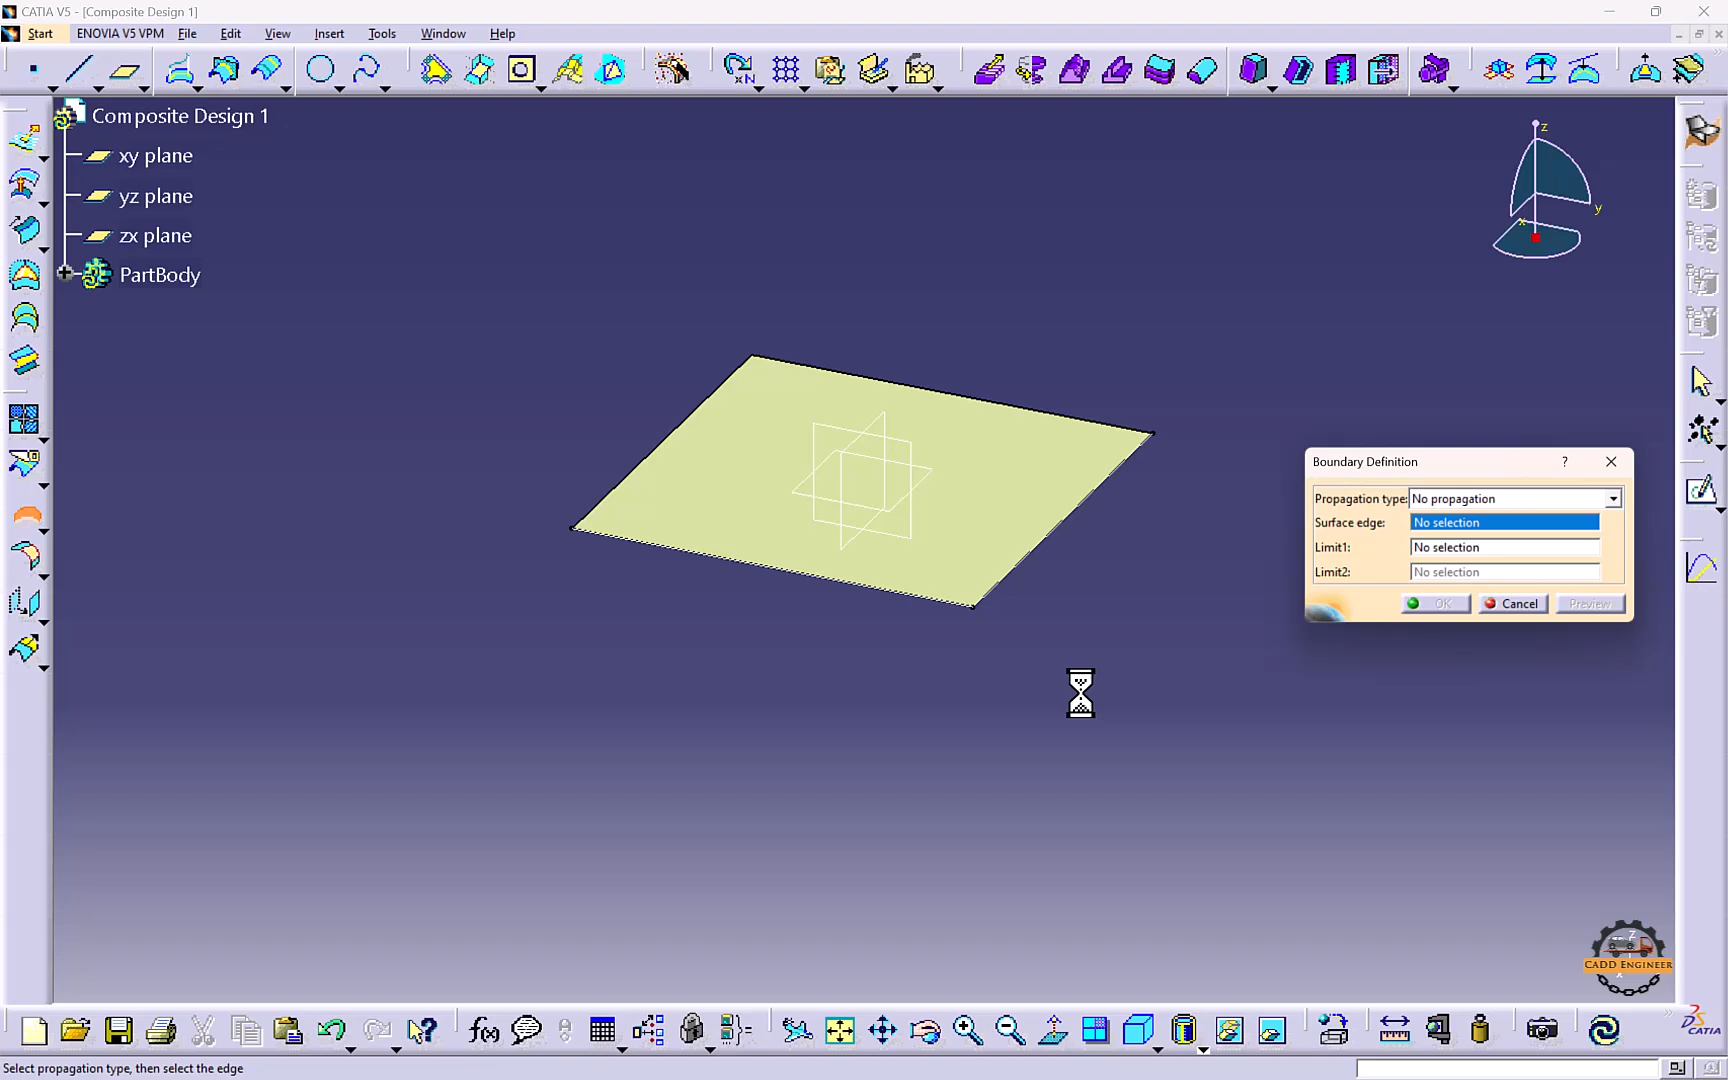 CATIA V5 - [Composite Design 1]
Start ENOVIA V5 VPM File Edit View Insert Tools Window Help
Composite Design 1
xy plane
yz plane
zx plane
PartBody
z
y
x
Boundary Definition ?
Propagation type: No propagation
Surface edge: No selection
Limit1: No selection
Limit2: No selection
OK Cancel Preview
CADD ENGINEER
f(x)
CATIA
Select propagation type, then select the edge